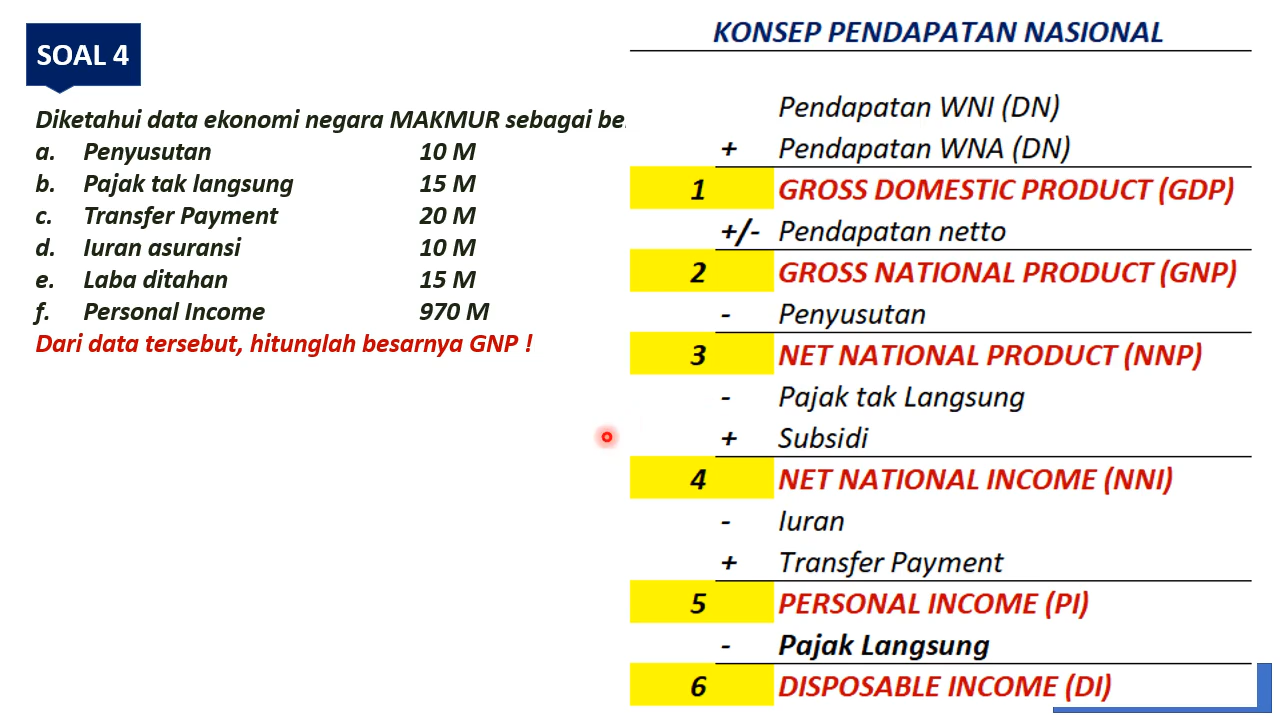 SOAL 4
Diketahui data ekonomi negara MAKMUR sebagai be
a. Penyusutan 10 M
b. Pajak tak langsung 15 M
c. Transfer Payment 20 M
d. Iuran asuransi 10 M
e. Laba ditahan 15 M
f. Personal Income 970 M
Dari data tersebut, hitunglah besarnya GNP !
KONSEP PENDAPATAN NASIONAL
Pendapatan WNI (DN)
+ Pendapatan WNA (DN)
1 GROSS DOMESTIC PRODUCT (GDP)
+/- Pendapatan netto
2 GROSS NATIONAL PRODUCT (GNP)
- Penyusutan
3 NET NATIONAL PRODUCT (NNP)
- Pajak tak Langsung
+ Subsidi
4 NET NATIONAL INCOME (NNI)
- Iuran
+ Transfer Payment
5 PERSONAL INCOME (PI)
- Pajak Langsung
6 DISPOSABLE INCOME (DI)